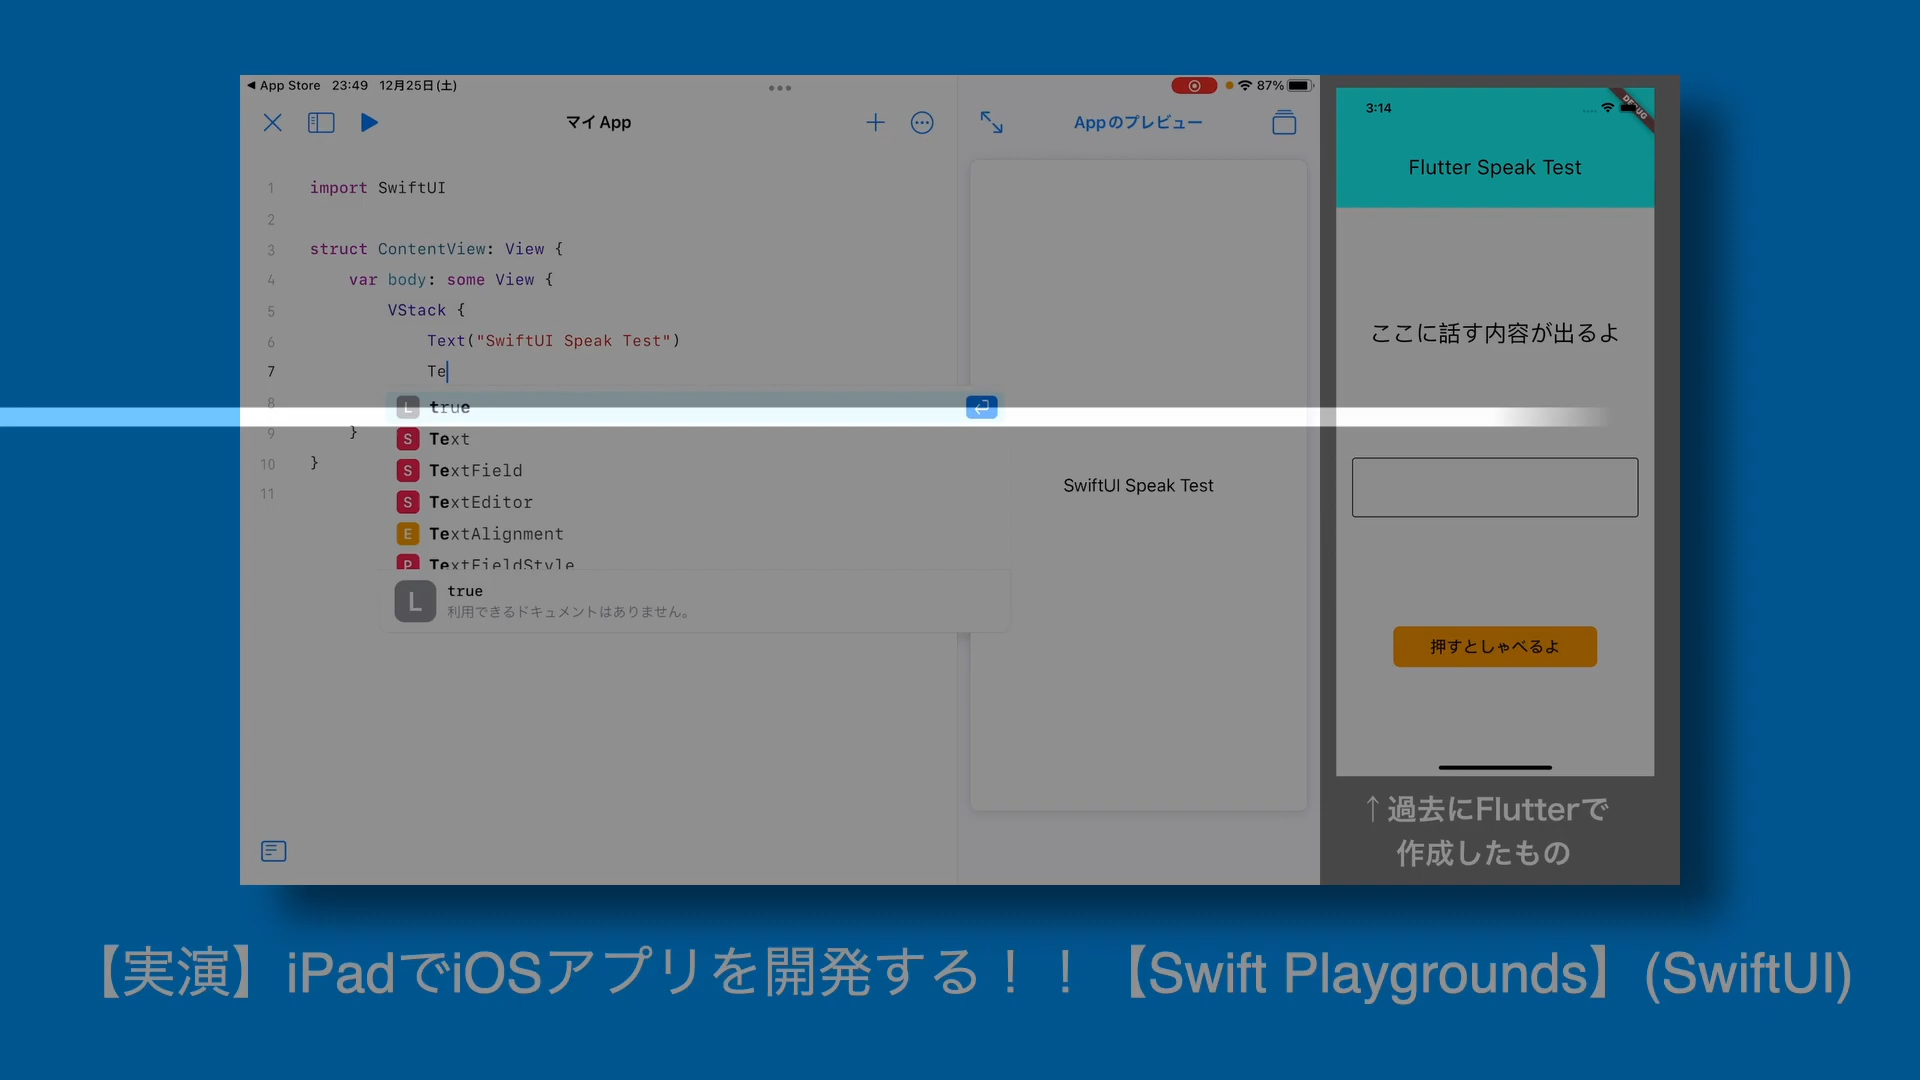 ◀ App Store 23:49 12月25日(土)
87%
マイ App
Appのプレビュー
1 import SwiftUI
2
3 struct ContentView: View {
4 var body: some View {
5 VStack {
6 Text("SwiftUI Speak Test")
7 Te
8
9 }
10 }
11
L true
S Text
S TextField
S TextEditor
E TextAlignment
P TextFieldStyle
L true
利用できるドキュメントはありません。
SwiftUI Speak Test
3:14
DEBUG
Flutter Speak Test
ここに話す内容が出るよ
押すとしゃべるよ
↑過去にFlutterで
作成したもの
【実演】iPadでiOSアプリを開発する！！【Swift Playgrounds】(SwiftUI)